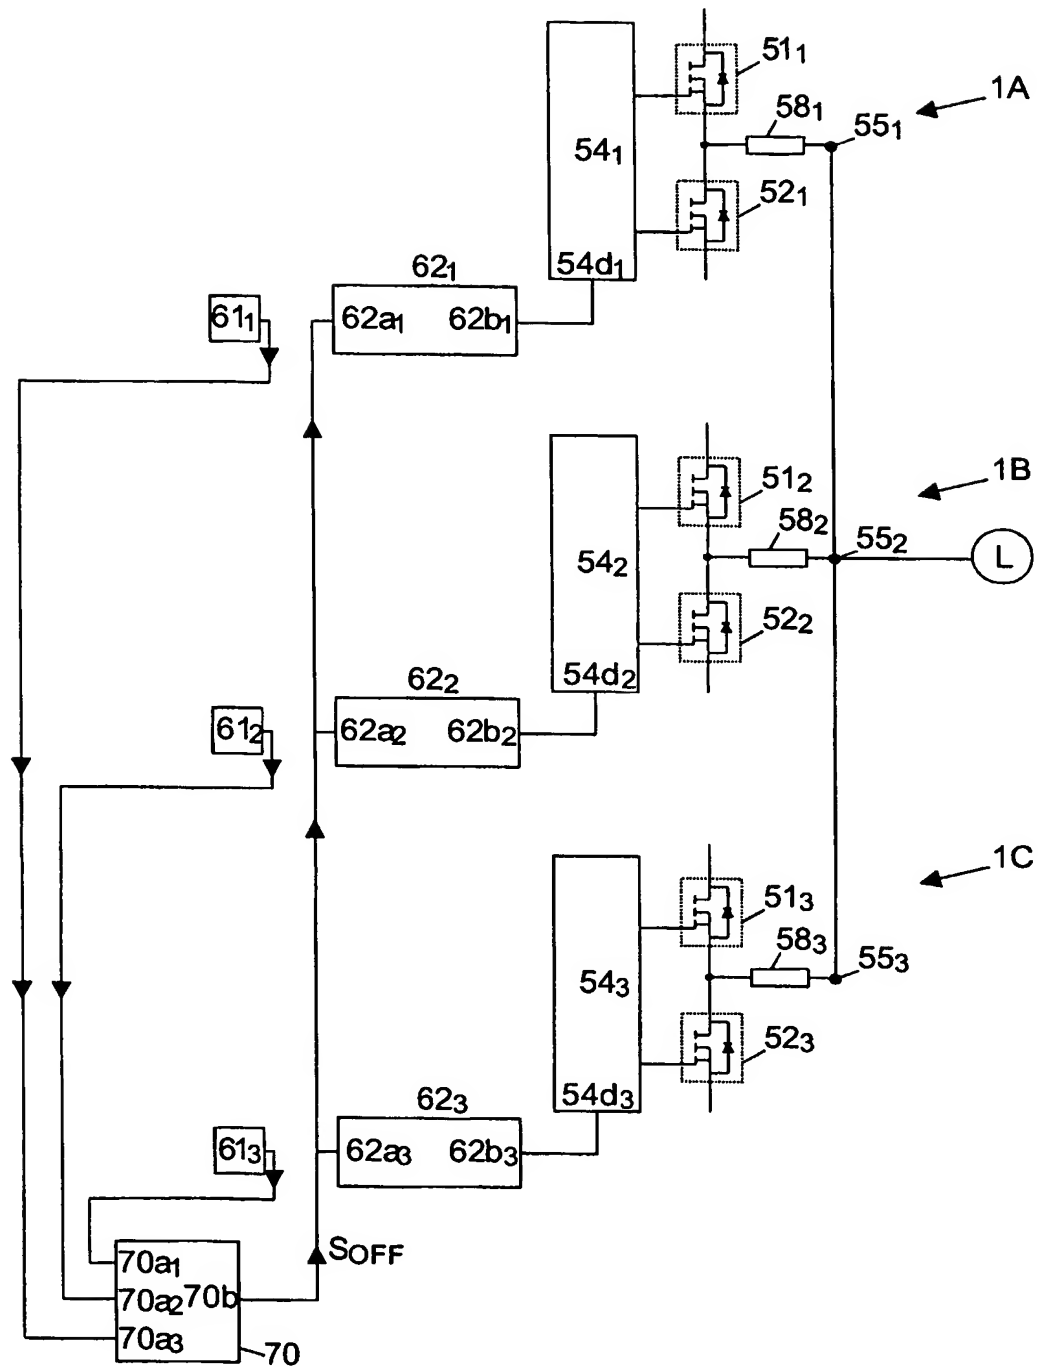 51₁
1A
58₁
55₁
54₁
52₁
54d₁
62₁
61₁
62a₁ 62b₁
51₂
1B
58₂
55₂
L
54₂
52₂
54d₂
62₂
61₂
62a₂ 62b₂
51₃
1C
58₃
55₃
54₃
52₃
54d₃
62₃
61₃
62a₃ 62b₃
SOFF
70a₁
70a₂ 70b
70a₃
70